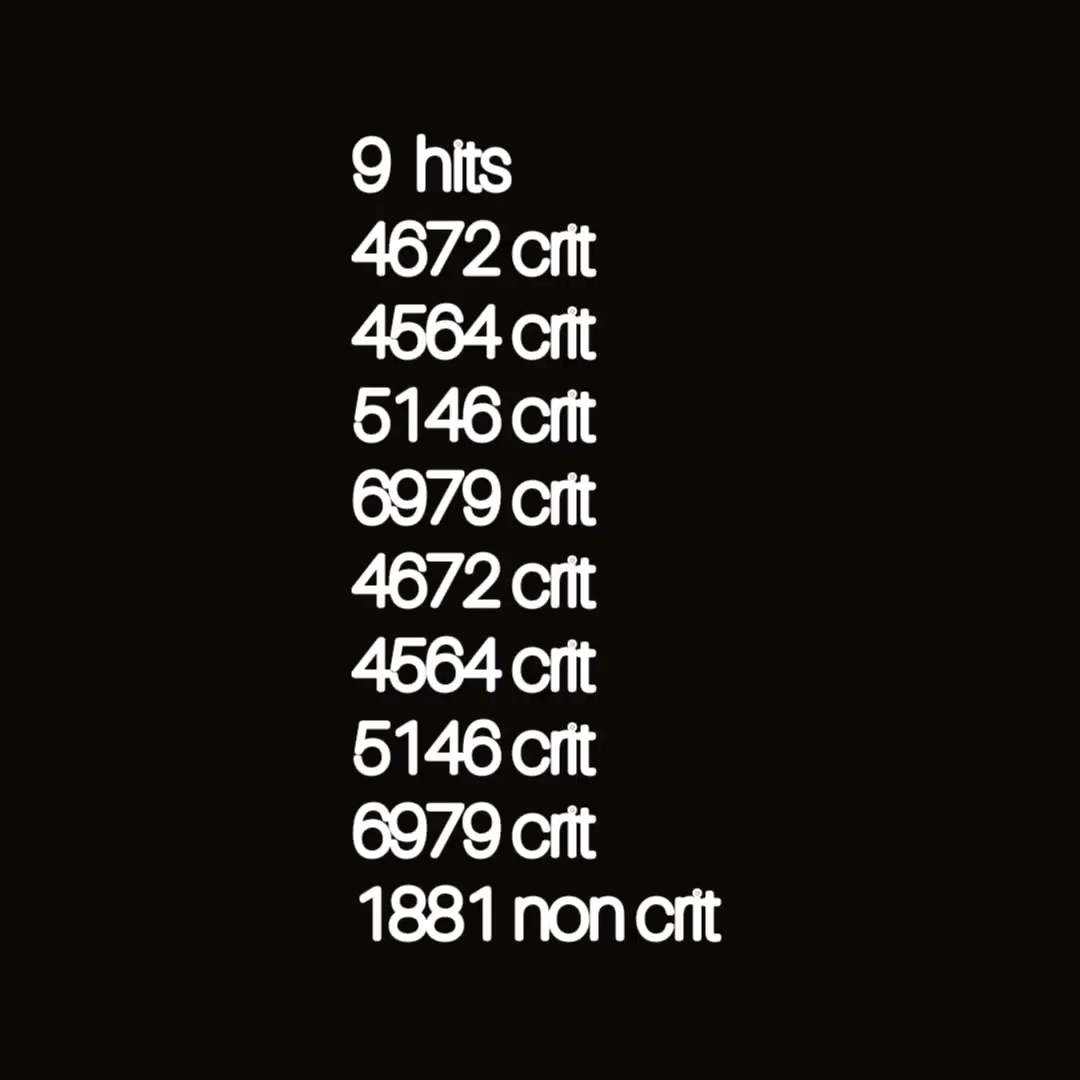 9 hits
4672 crit
4564 crit
5146 crit
6979 crit
4672 crit
4564 crit
5146 crit
6979 crit
1881 non crit